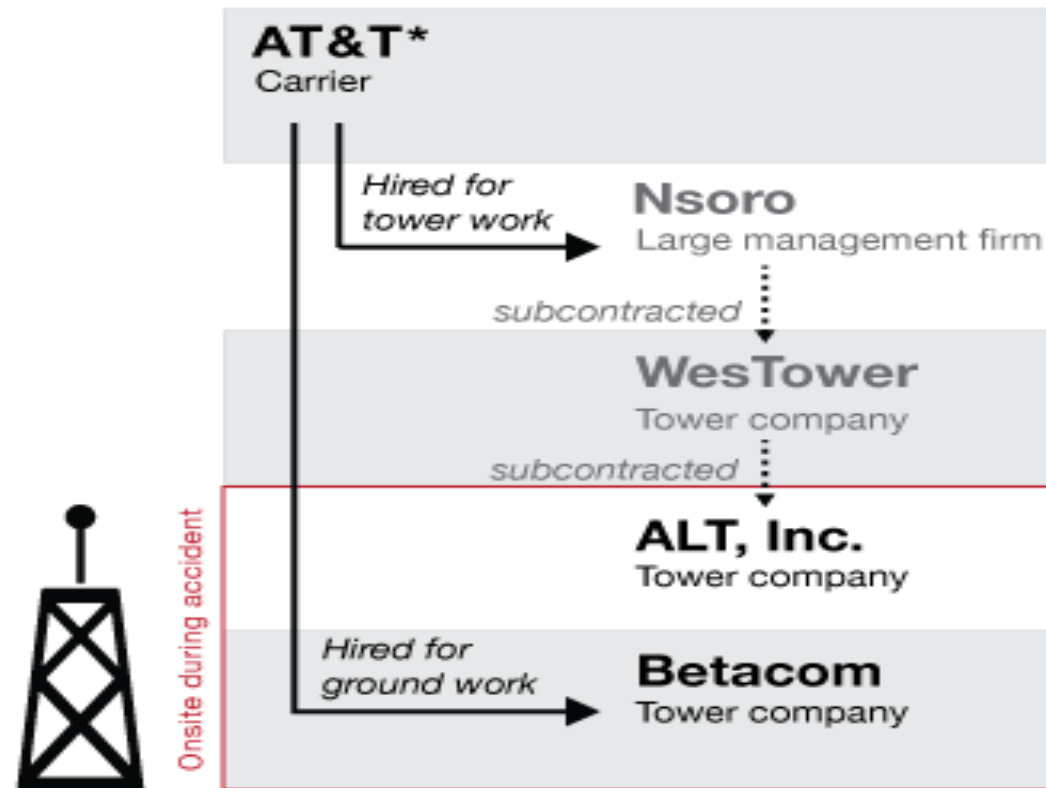 AT&T*
Carrier
Hired for
tower work
Nsoro
Large management firm
subcontracted
WesTower
Tower company
subcontracted
ALT, Inc.
Tower company
Onsite during accident
Hired for
ground work
Betacom
Tower company